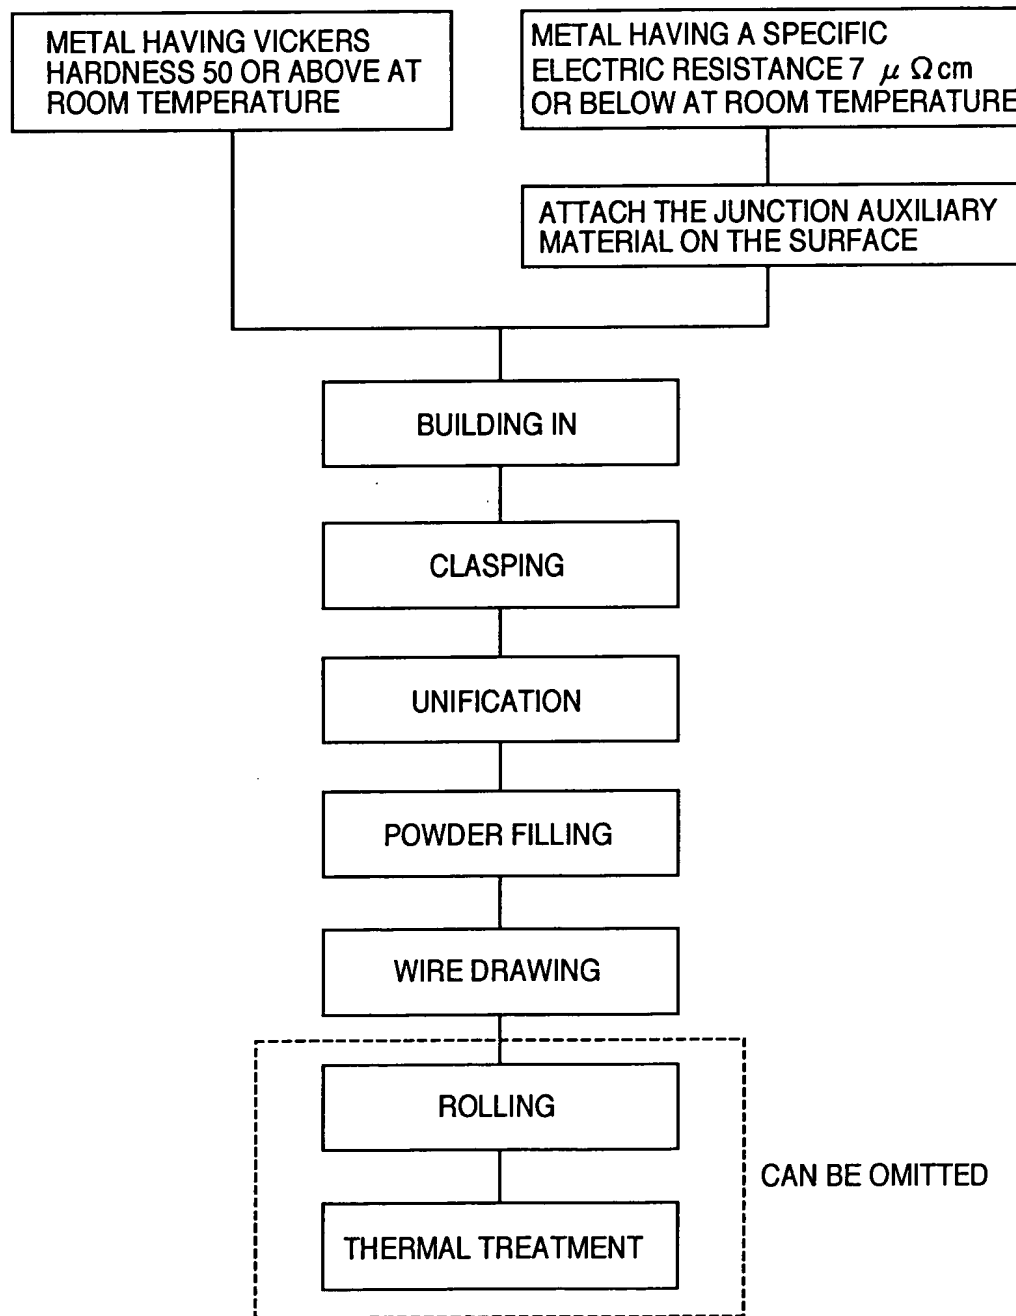 METAL HAVING VICKERS
HARDNESS 50 OR ABOVE AT
ROOM TEMPERATURE
METAL HAVING A SPECIFIC
ELECTRIC RESISTANCE 7 μ Ω cm
OR BELOW AT ROOM TEMPERATURE
ATTACH THE JUNCTION AUXILIARY
MATERIAL ON THE SURFACE
BUILDING IN
CLASPING
UNIFICATION
POWDER FILLING
WIRE DRAWING
ROLLING
CAN BE OMITTED
THERMAL TREATMENT